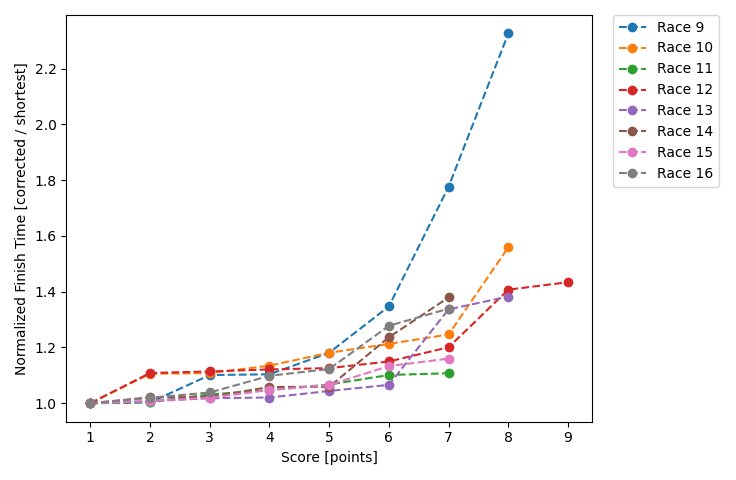 Normalized Finish Time [corrected / shortest]
2.2
2.0
1.8
1.6
1.4
1.2
1.0
1 2 3 4 5 6 7 8 9
Score [points]
Race 9
Race 10
Race 11
Race 12
Race 13
Race 14
Race 15
Race 16